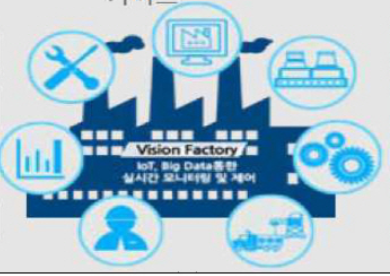 Vision Factory
IoT, Big Data통한
실시간 모니터링 및 제어